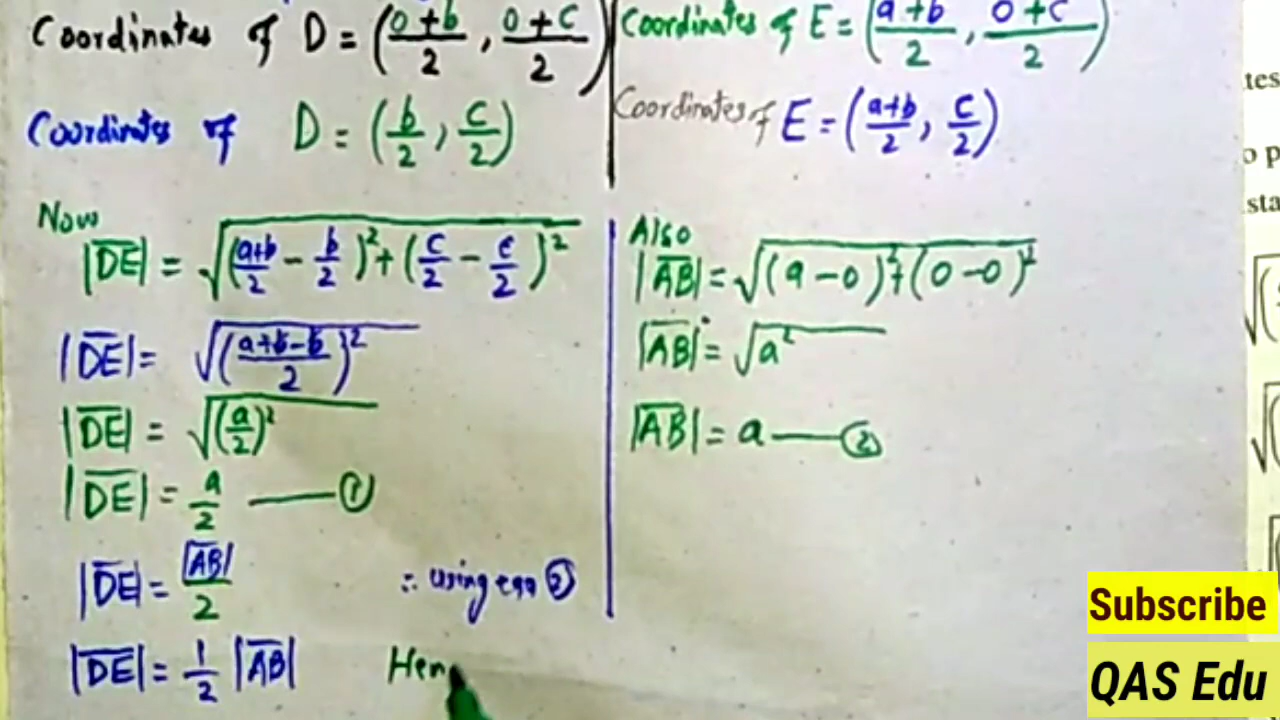 Coordinates of D = (0+b/2, 0+c/2)
Coordinates of D = (b/2, c/2)
Coordinates of E = (a+b/2, 0+c/2)
Coordinates of E = (a+b/2, c/2)
Now
|DE| = √((a+b/2 - b/2)² + (c/2 - c/2)²)
|DE| = √((a+b-b/2)²)
|DE| = √((a/2)²)
|DE| = a/2 —— ①
|DE| = |AB|/2 ∴ using eqn ②
|DE| = 1/2 |AB| Hen
Also
|AB| = √((a-0)² + (0-0)²)
|AB| = √a²
|AB| = a —— ②
tes
o p
sta
Subscribe
QAS Edu